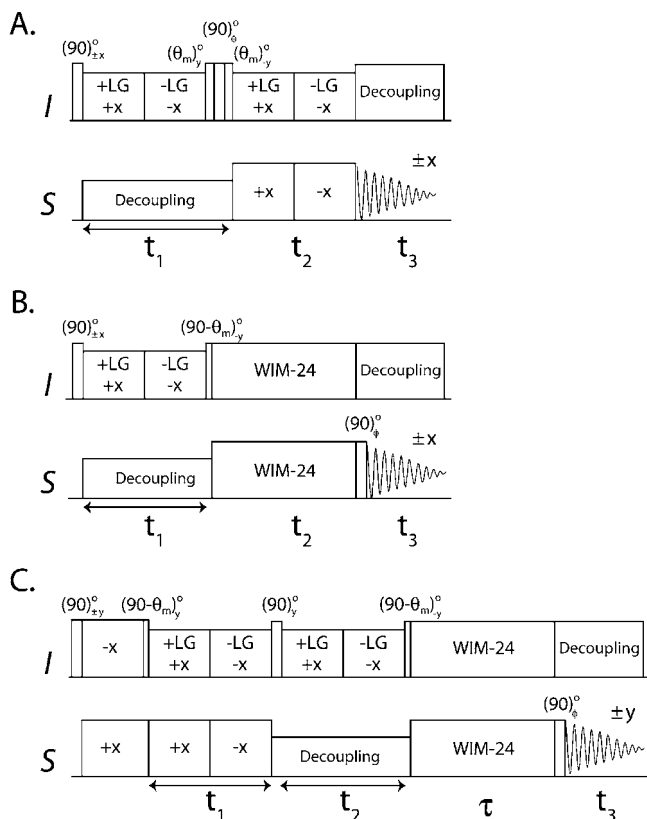 A.
(90)°±x (θm)°y (90)°ϕ (θm)°-y
I +LG +x -LG -x +LG +x -LG -x Decoupling
S Decoupling +x -x ±x
t1 t2 t3
B.
(90)°±x (90-θm)°-y
I +LG +x -LG -x WIM-24 Decoupling
(90)°ϕ ±x
S Decoupling WIM-24
t1 t2 t3
C.
(90)°±y (90-θm)°y (90)°y (90-θm)°-y
I -x +LG +x -LG -x +LG +x -LG -x WIM-24 Decoupling
(90)°ϕ ±y
S +x +x -x Decoupling WIM-24
t1 t2 τ t3